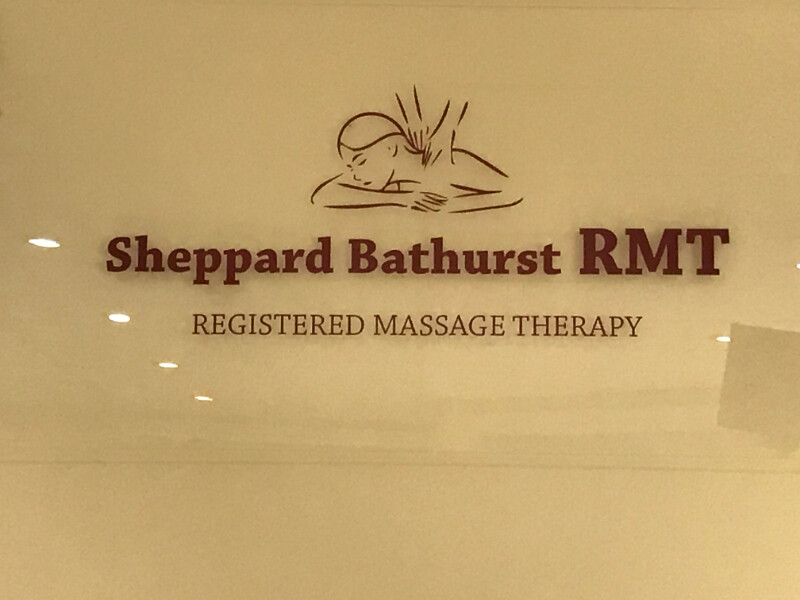 Sheppard Bathurst RMT
REGISTERED MASSAGE THERAPY